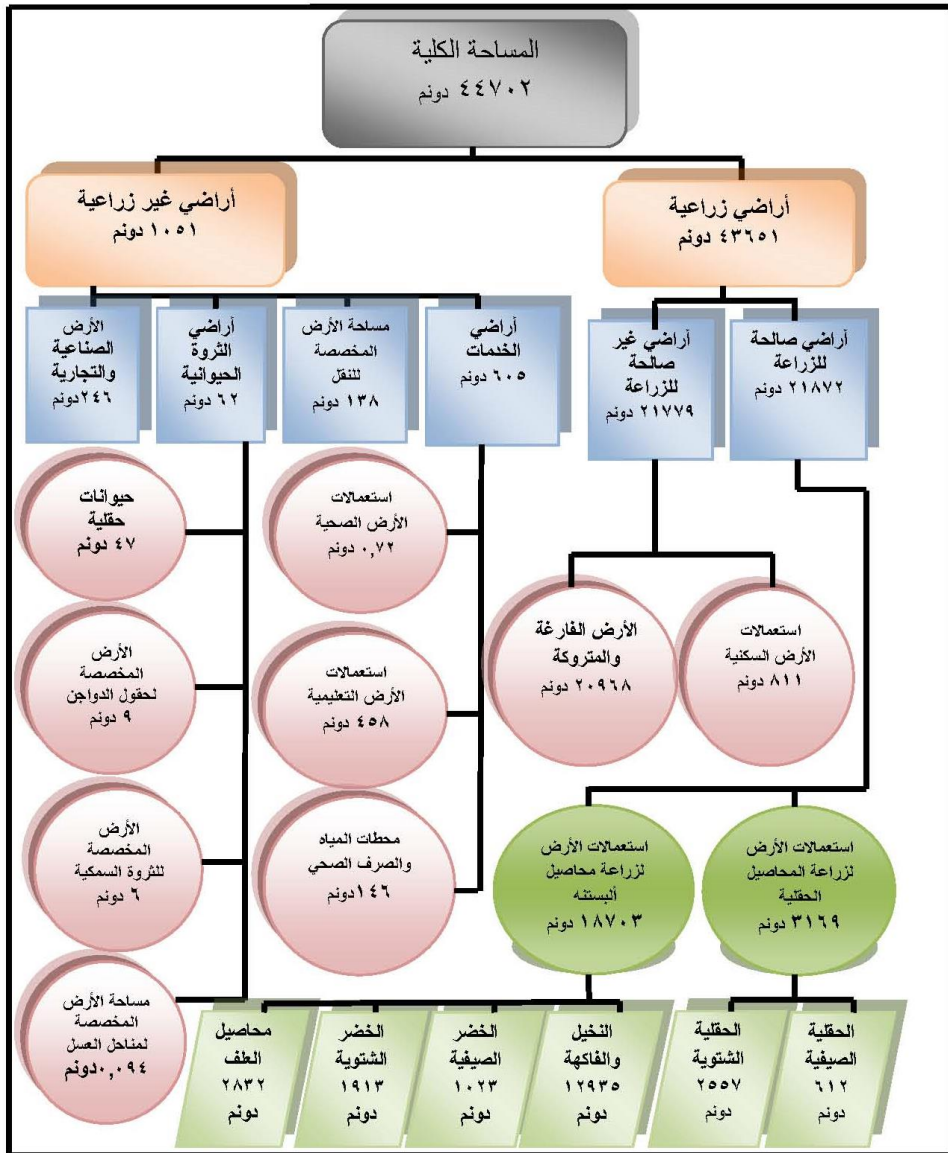 المساحة الكلية
٤٤٧٠٢ دونم
أراضي زراعية
٤٣٦٥١ دونم
أراضي غير زراعية
١٠٥١ دونم
أراضي صالحة
للزراعة
٢١٨٧٢ دونم
أراضي غير
صالحة
للزراعة
٢١٧٧٩ دونم
أراضي
الخدمات
٦٠٥ دونم
مساحة الأرض
المخصصة
للنقل
١٣٨ دونم
أراضي
الثروة
الحيوانية
٦٢ دونم
الأرض
الصناعية
والتجارية
٢٤٦دونم
استعمالات
الأرض السكنية
٨١١ دونم
الأرض الفارغة
والمتروكة
٢٠٩٦٨ دونم
استعمالات
الأرض الصحية
٠,٧٢ دونم
استعمالات
الأرض التعليمية
٤٥٨ دونم
محطات المياه
والصرف الصحي
١٤٦دونم
حيوانات
حقلية
٤٧ دونم
الأرض
المخصصة
لحقول الدواجن
٩ دونم
الأرض
المخصصة
للثروة السمكية
٦ دونم
مساحة الأرض
المخصصة
لمناحل العسل
٠,٠٩٤دونم
استعمالات الأرض
لزراعة المحاصيل
الحقلية
٣١٦٩ دونم
استعمالات الأرض
لزراعة محاصيل
ألبستنه
١٨٧٠٣ دونم
الحقلية
الصيفية
٦١٢
دونم
الحقلية
الشتوية
٢٥٥٧
دونم
النخيل
والفاكهة
١٢٩٣٥
دونم
الخضر
الصيفية
١٠٢٣
دونم
الخضر
الشتوية
١٩١٣
دونم
محاصيل
العلف
٢٨٣٢
دونم